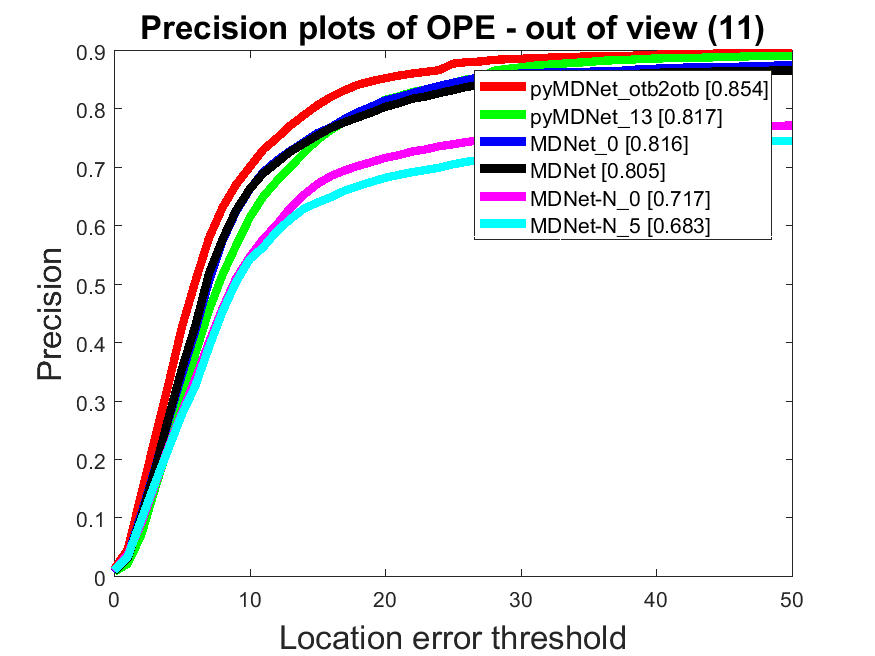 Precision plots of OPE - out of view (11)
0.9
0.8
0.7
0.6
0.5
0.4
0.3
0.2
0.1
0
Precision
pyMDNet_otb2otb [0.854]
pyMDNet_13 [0.817]
MDNet_0 [0.816]
MDNet [0.805]
MDNet-N_0 [0.717]
MDNet-N_5 [0.683]
0 10 20 30 40 50
Location error threshold